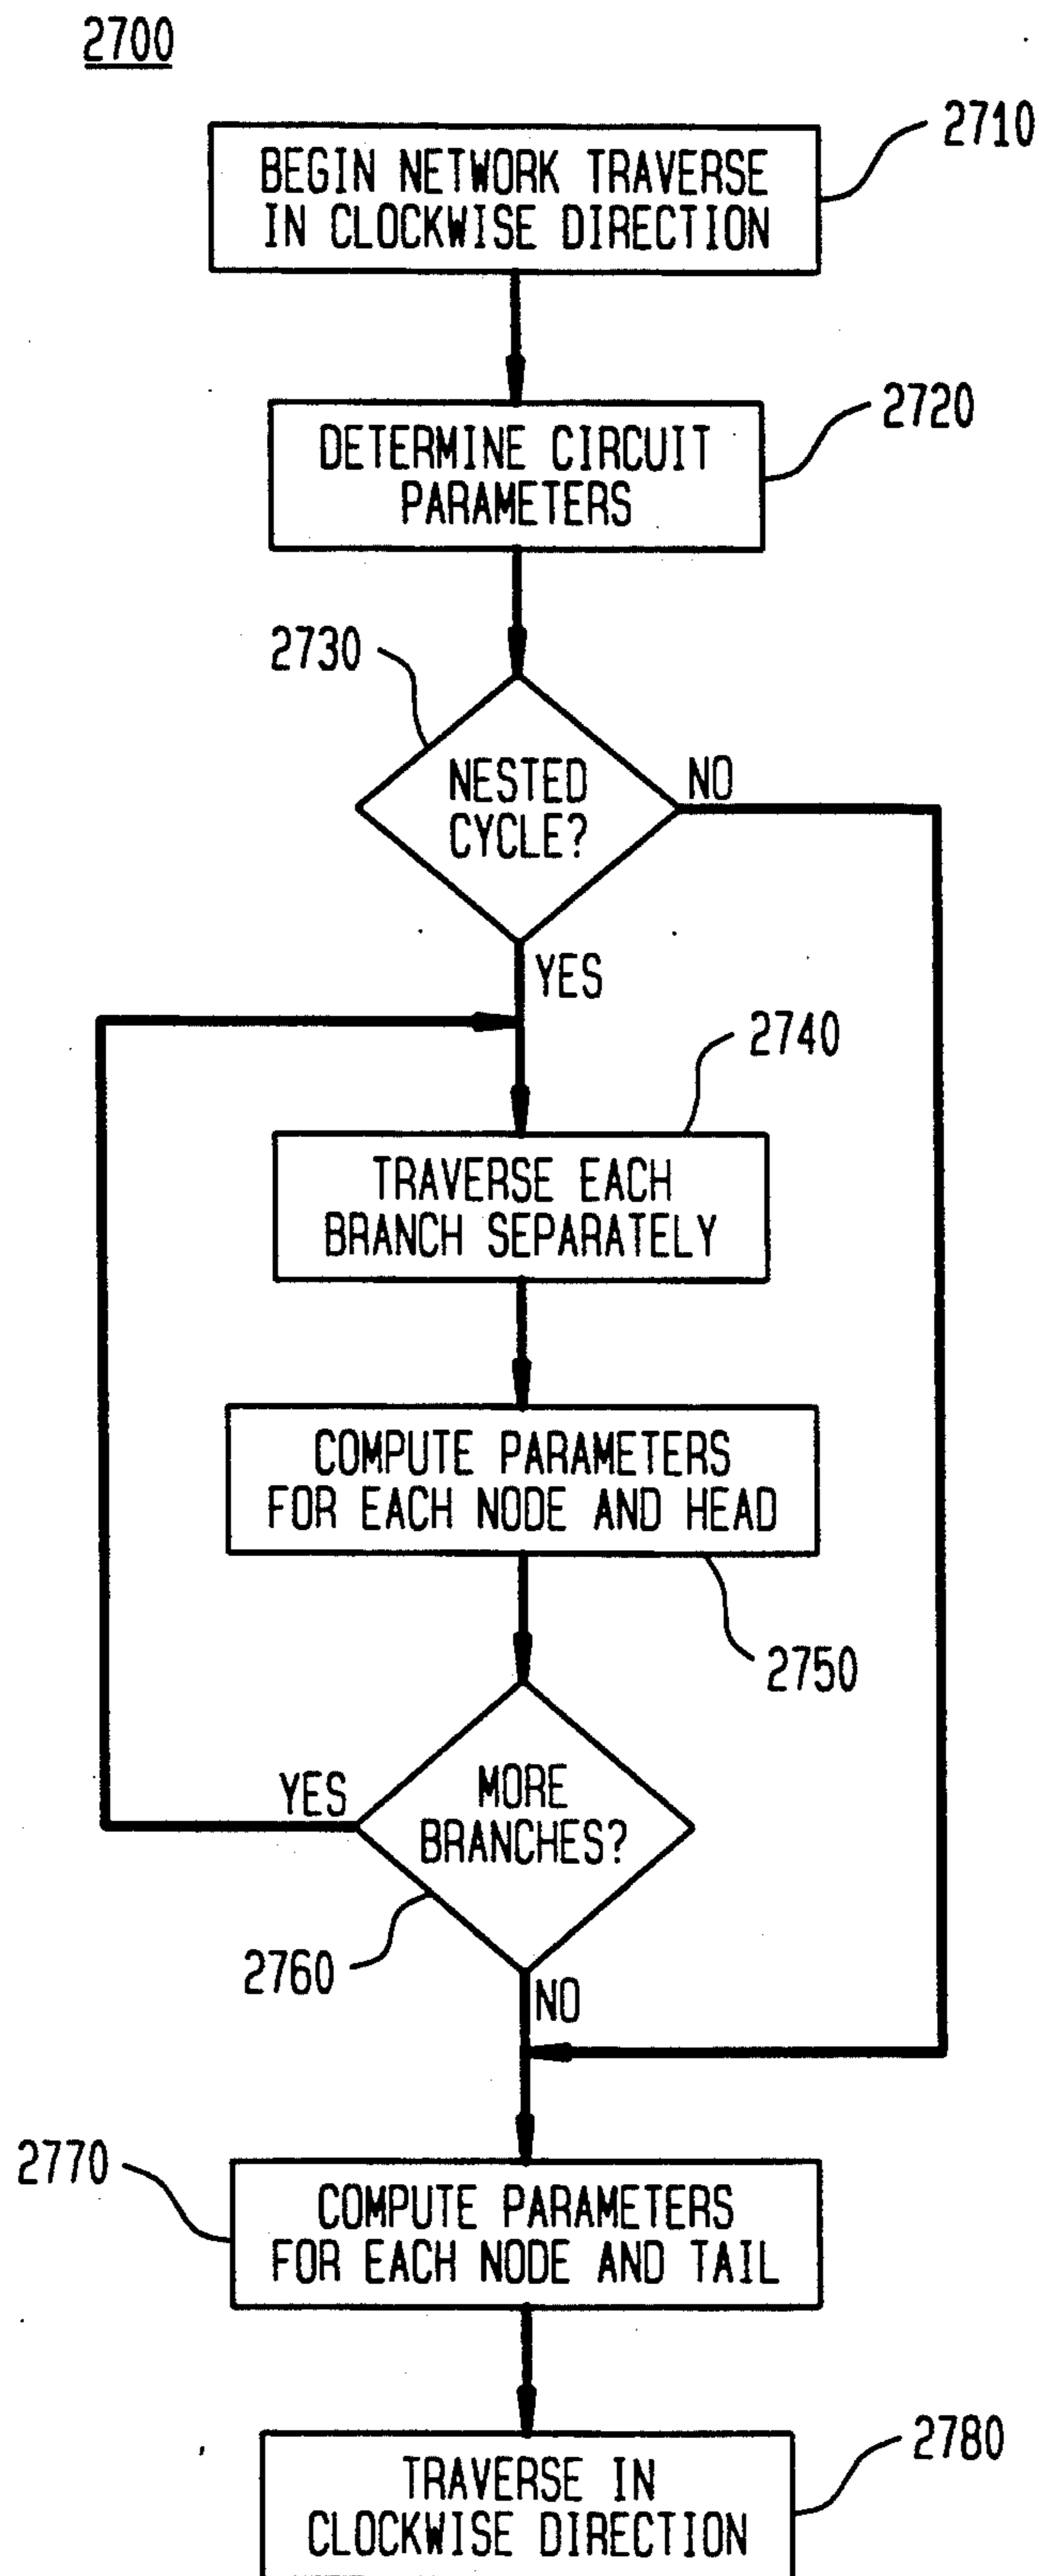 2700
2710
BEGIN NETWORK TRAVERSE
IN CLOCKWISE DIRECTION
2720
DETERMINE CIRCUIT
PARAMETERS
2730
NESTED
CYCLE?
NO
YES
2740
TRAVERSE EACH
BRANCH SEPARATELY
COMPUTE PARAMETERS
FOR EACH NODE AND HEAD
2750
YES
MORE
BRANCHES?
2760
NO
2770
COMPUTE PARAMETERS
FOR EACH NODE AND TAIL
2780
TRAVERSE IN
CLOCKWISE DIRECTION